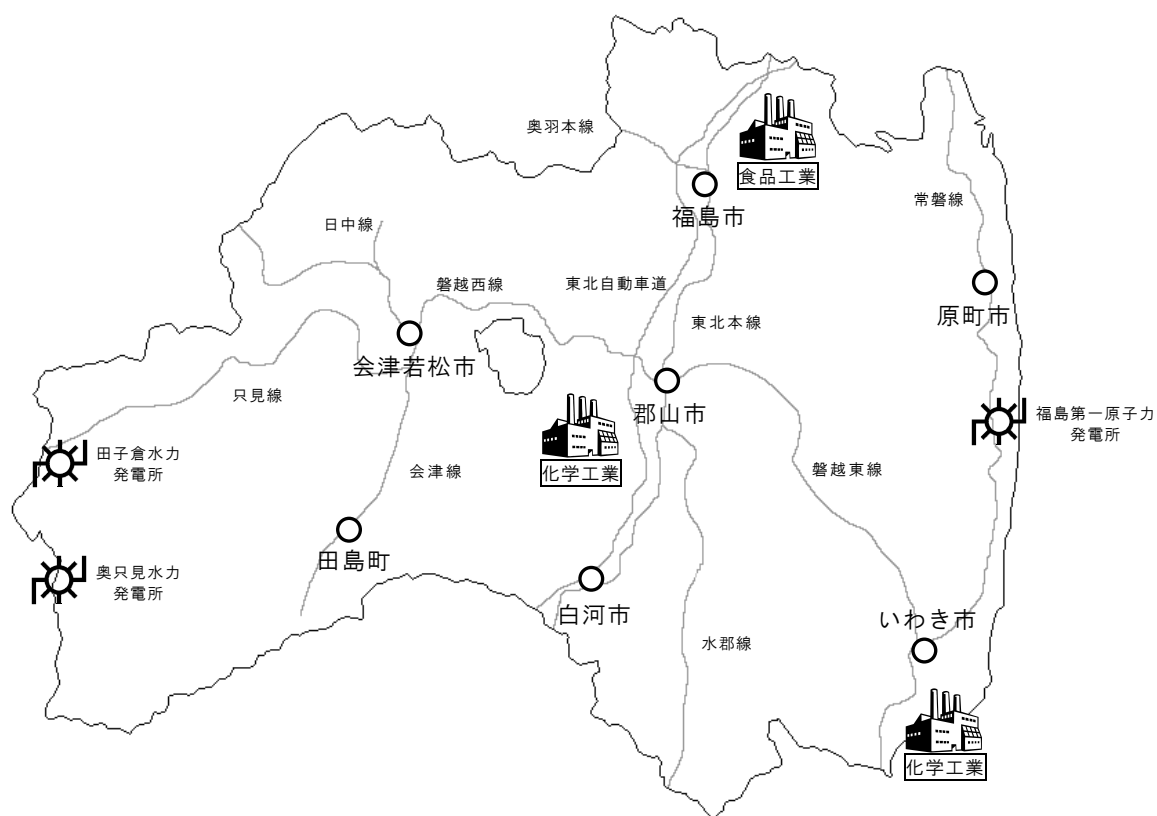 奥羽本線
食品工業
福島市
常磐線
日中線
磐越西線
東北自動車道
原町市
東北本線
会津若松市
只見線
郡山市
福島第一原子力
発電所
田子倉水力
発電所
会津線
化学工業
磐越東線
田島町
奥只見水力
発電所
白河市
いわき市
水郡線
化学工業